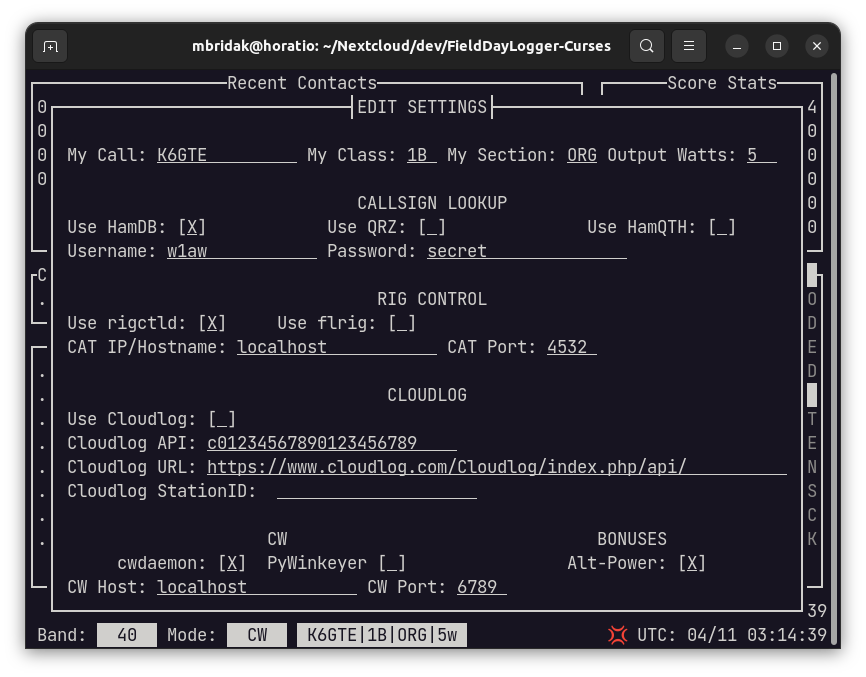 mbridak@horatio: ~/Nextcloud/dev/FieldDayLogger-Curses
Recent Contacts Score Stats
0 EDIT SETTINGS 4
0 0
0 My Call: K6GTE My Class: 1B My Section: ORG Output Watts: 5 0
0 0
CALLSIGN LOOKUP 0
Use HamDB: [X] Use QRZ: [_] Use HamQTH: [_] 0
Username: w1aw Password: secret
C
. RIG CONTROL O
Use rigctld: [X] Use flrig: [_] D
CAT IP/Hostname: localhost CAT Port: 4532 E
. D
. CLOUDLOG
. Use Cloudlog: [_] T
. Cloudlog API: c01234567890123456789 E
. Cloudlog URL: https://www.cloudlog.com/Cloudlog/index.php/api/ N
. Cloudlog StationID: S
. C
. CW BONUSES K
cwdaemon: [X] PyWinkeyer [_] Alt-Power: [X]
CW Host: localhost CW Port: 6789
39
Band: 40 Mode: CW K6GTE|1B|ORG|5w 💢 UTC: 04/11 03:14:39